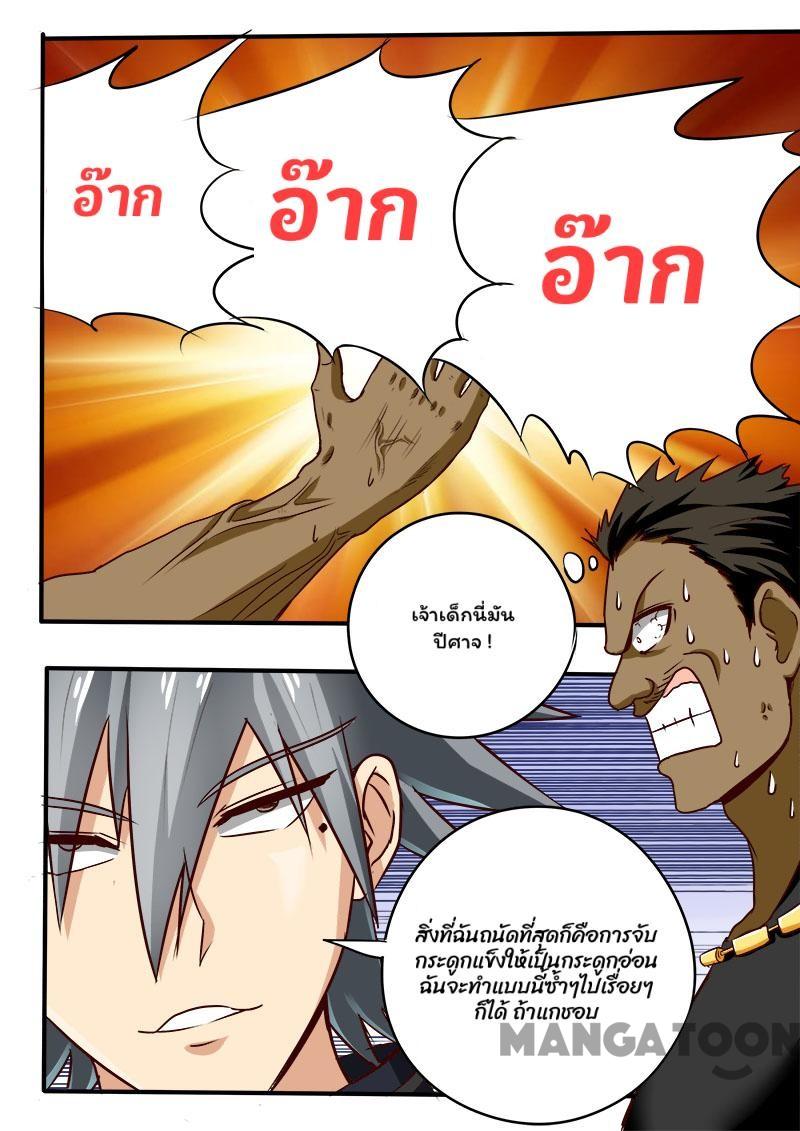 อ๊าก
อ๊าก
อ๊าก
เจ้าเด็กนี่มัน
ปีศาจ !
สิ่งที่ฉันถนัดที่สุดก็คือการจับ
กระดูกแข็งให้เป็นกระดูกอ่อน
ฉันจะทำแบบนี้ซ้ำๆไปเรื่อยๆ
ก็ได้ ถ้าแกชอบ
MANGATOON